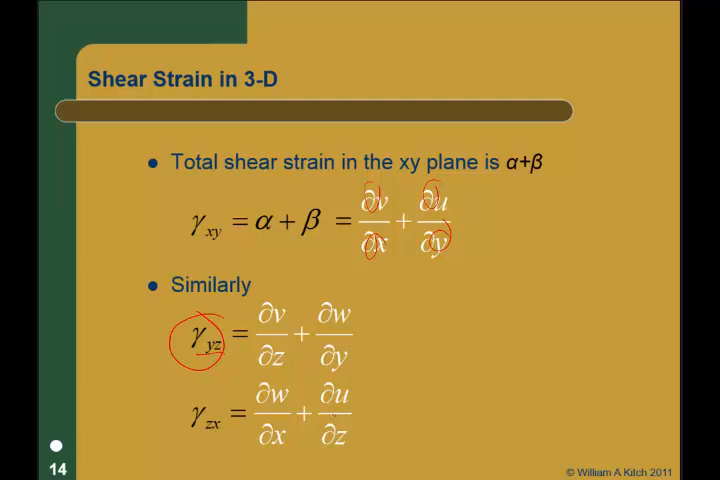 Shear Strain in 3-D
● Total shear strain in the xy plane is α+β
γ_xy = α + β = ∂v/∂x + ∂u/∂y
● Similarly
γ_yz = ∂v/∂z + ∂w/∂y
γ_zx = ∂w/∂x + ∂u/∂z
14
© William A Kitch 2011